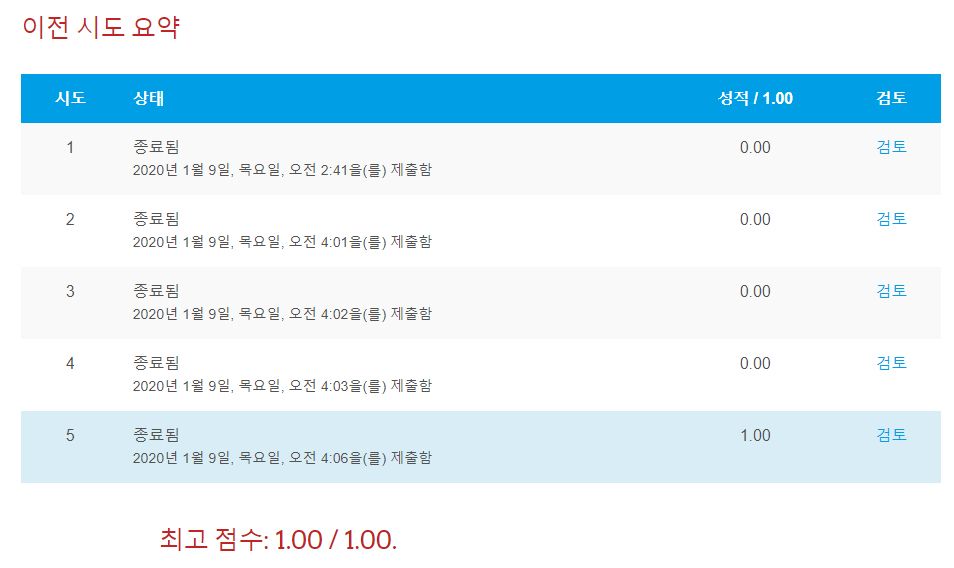 이전 시도 요약
시도 상태 성적 / 1.00 검토
1 종료됨 0.00 검토
2020년 1월 9일, 목요일, 오전 2:41을(를) 제출함
2 종료됨 0.00 검토
2020년 1월 9일, 목요일, 오전 4:01을(를) 제출함
3 종료됨 0.00 검토
2020년 1월 9일, 목요일, 오전 4:02을(를) 제출함
4 종료됨 0.00 검토
2020년 1월 9일, 목요일, 오전 4:03을(를) 제출함
5 종료됨 1.00 검토
2020년 1월 9일, 목요일, 오전 4:06을(를) 제출함
최고 점수: 1.00 / 1.00.